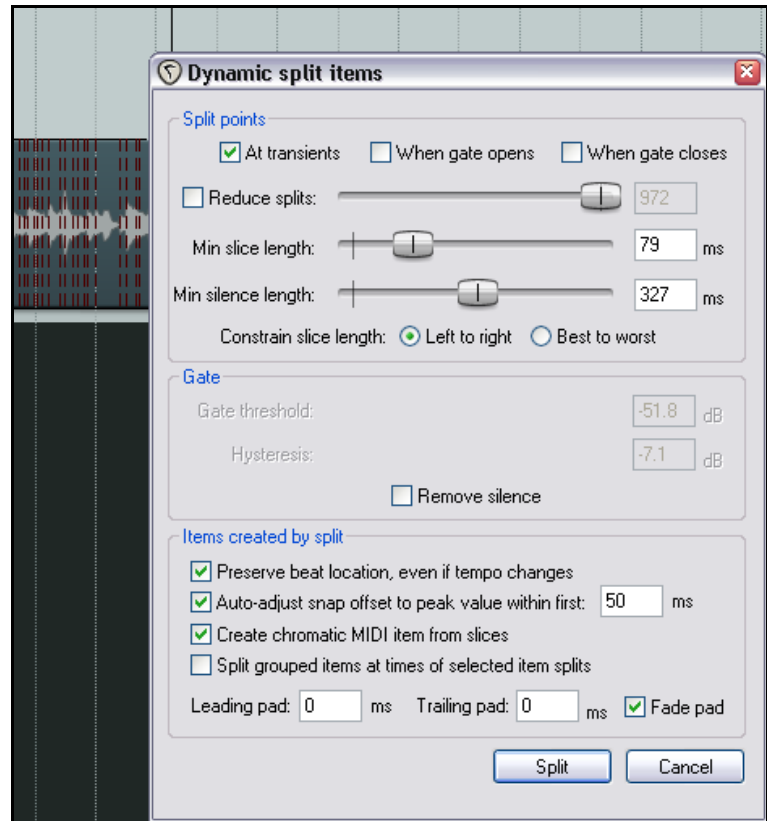 Dynamic split items
Split points
At transients When gate opens When gate closes
Reduce splits: 972
Min slice length: 79 ms
Min silence length: 327 ms
Constrain slice length: Left to right Best to worst
Gate
Gate threshold: -51.8 dB
Hysteresis: -7.1 dB
Remove silence
Items created by split
Preserve beat location, even if tempo changes
Auto-adjust snap offset to peak value within first: 50 ms
Create chromatic MIDI item from slices
Split grouped items at times of selected item splits
Leading pad: 0 ms Trailing pad: 0 ms Fade pad
Split Cancel